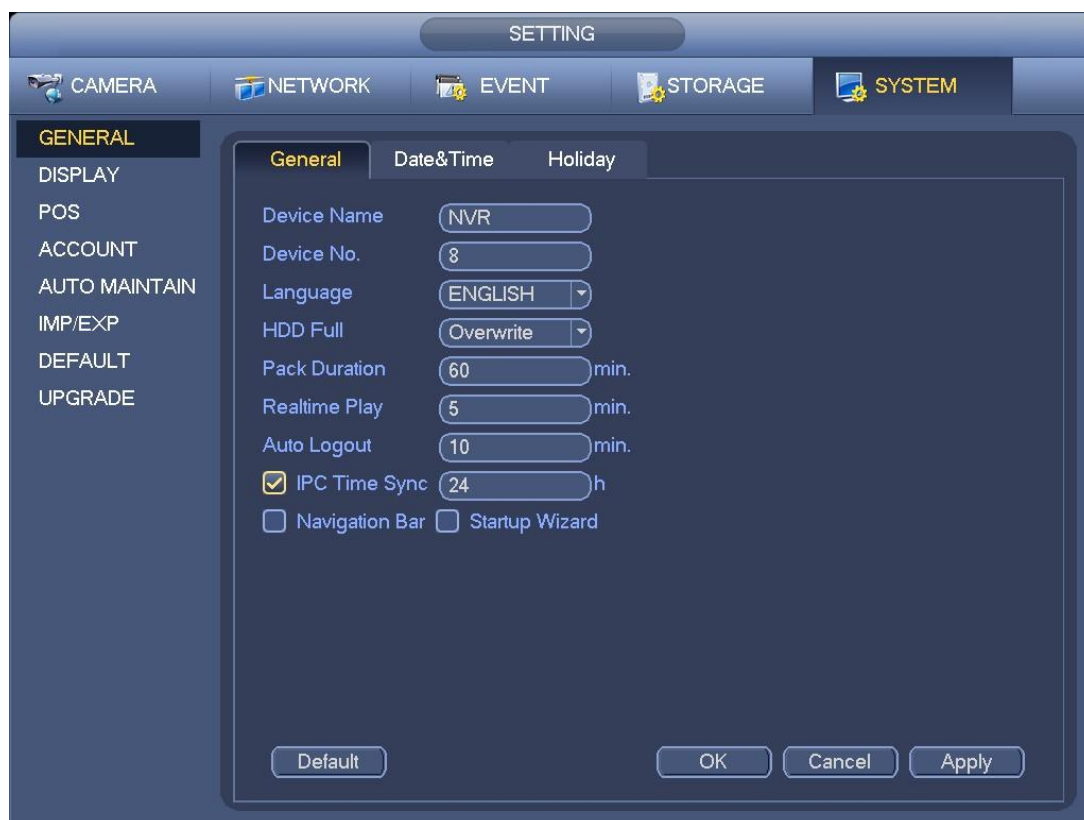 SETTING
CAMERA NETWORK EVENT STORAGE SYSTEM
GENERAL
DISPLAY
POS
ACCOUNT
AUTO MAINTAIN
IMP/EXP
DEFAULT
UPGRADE
General Date&Time Holiday
Device Name NVR
Device No. 8
Language ENGLISH
HDD Full Overwrite
Pack Duration 60 min.
Realtime Play 5 min.
Auto Logout 10 min.
IPC Time Sync 24 h
Navigation Bar Startup Wizard
Default OK Cancel Apply